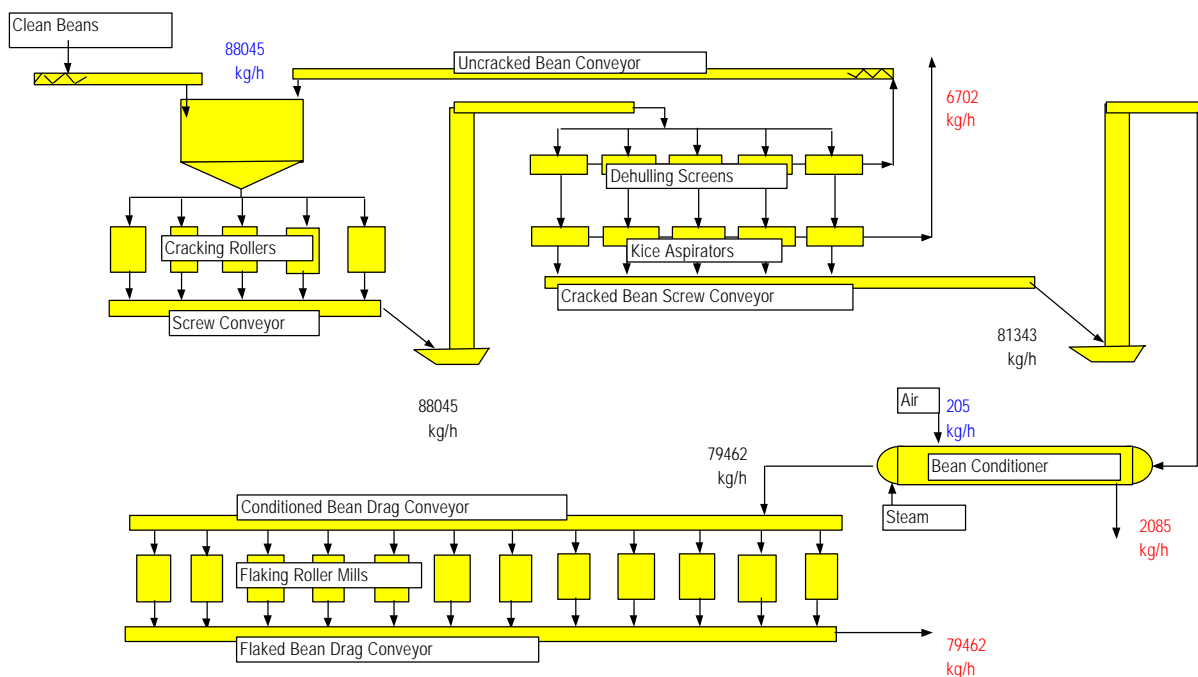 Clean Beans
88045
kg/h
Uncracked Bean Conveyor
6702
kg/h
Dehulling Screens
Cracking Rollers
Kice Aspirators
Cracked Bean Screw Conveyor
Screw Conveyor
81343
kg/h
88045
kg/h
Air
205
kg/h
79462
kg/h
Bean Conditioner
Conditioned Bean Drag Conveyor
Steam
2085
kg/h
Flaking Roller Mills
Flaked Bean Drag Conveyor
79462
kg/h